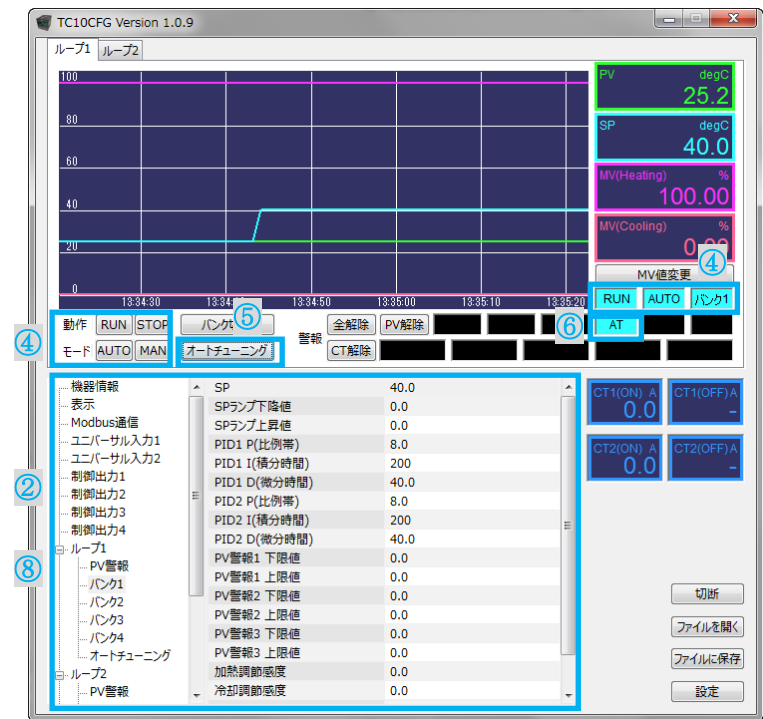 TC10CFG Version 1.0.9
ループ1 ループ2
100
80
60
40
20
0
13:34:30 13:34: 13:34:50 13:35:00 13:35:10 13:35:20
PV degC
25.2
SP degC
40.0
MV(Heating) %
100.00
MV(Cooling) %
0.00
④
MV値変更
RUN AUTO バンク1
④
動作 RUN STOP
モード AUTO MAN
バンク
⑤
オートチューニング
警報
全解除 PV解除
CT解除
⑥
AT
②
⑧
機器情報
表示
Modbus通信
ユニバーサル入力1
ユニバーサル入力2
制御出力1
制御出力2
制御出力3
制御出力4
ループ1
PV警報
バンク1
バンク2
バンク3
バンク4
オートチューニング
ループ2
PV警報
SP 40.0
SPランプ下降値 0.0
SPランプ上昇値 0.0
PID1 P(比例帯) 8.0
PID1 I(積分時間) 200
PID1 D(微分時間) 40.0
PID2 P(比例帯) 8.0
PID2 I(積分時間) 200
PID2 D(微分時間) 40.0
PV警報1 下限値 0.0
PV警報1 上限値 0.0
PV警報2 下限値 0.0
PV警報2 上限値 0.0
PV警報3 下限値 0.0
PV警報3 上限値 0.0
加熱調節感度 0.0
冷却調節感度 0.0
CT1(ON) A CT1(OFF) A
0.0 -
CT2(ON) A CT2(OFF) A
0.0 -
切断
ファイルを開く
ファイルに保存
設定